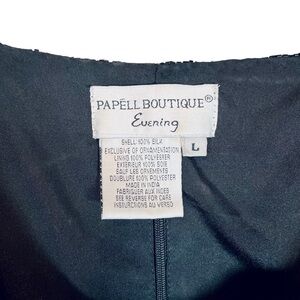 PAPÉLL BOUTIQUE®
Evening
L
SHELL: 100% SILK
EXCLUSIVE OF ORNAMENTATION
LINING 100% POLYESTER
EXTERIEUR 100% SOIE
SAUF LES ORNEMENTS
DOUBLURE 100% POLYESTER
MADE IN INDIA
FABRIQUER AUX INDES
SEE REVERSE FOR CARE
INSTRUCTIONS AU VERSO